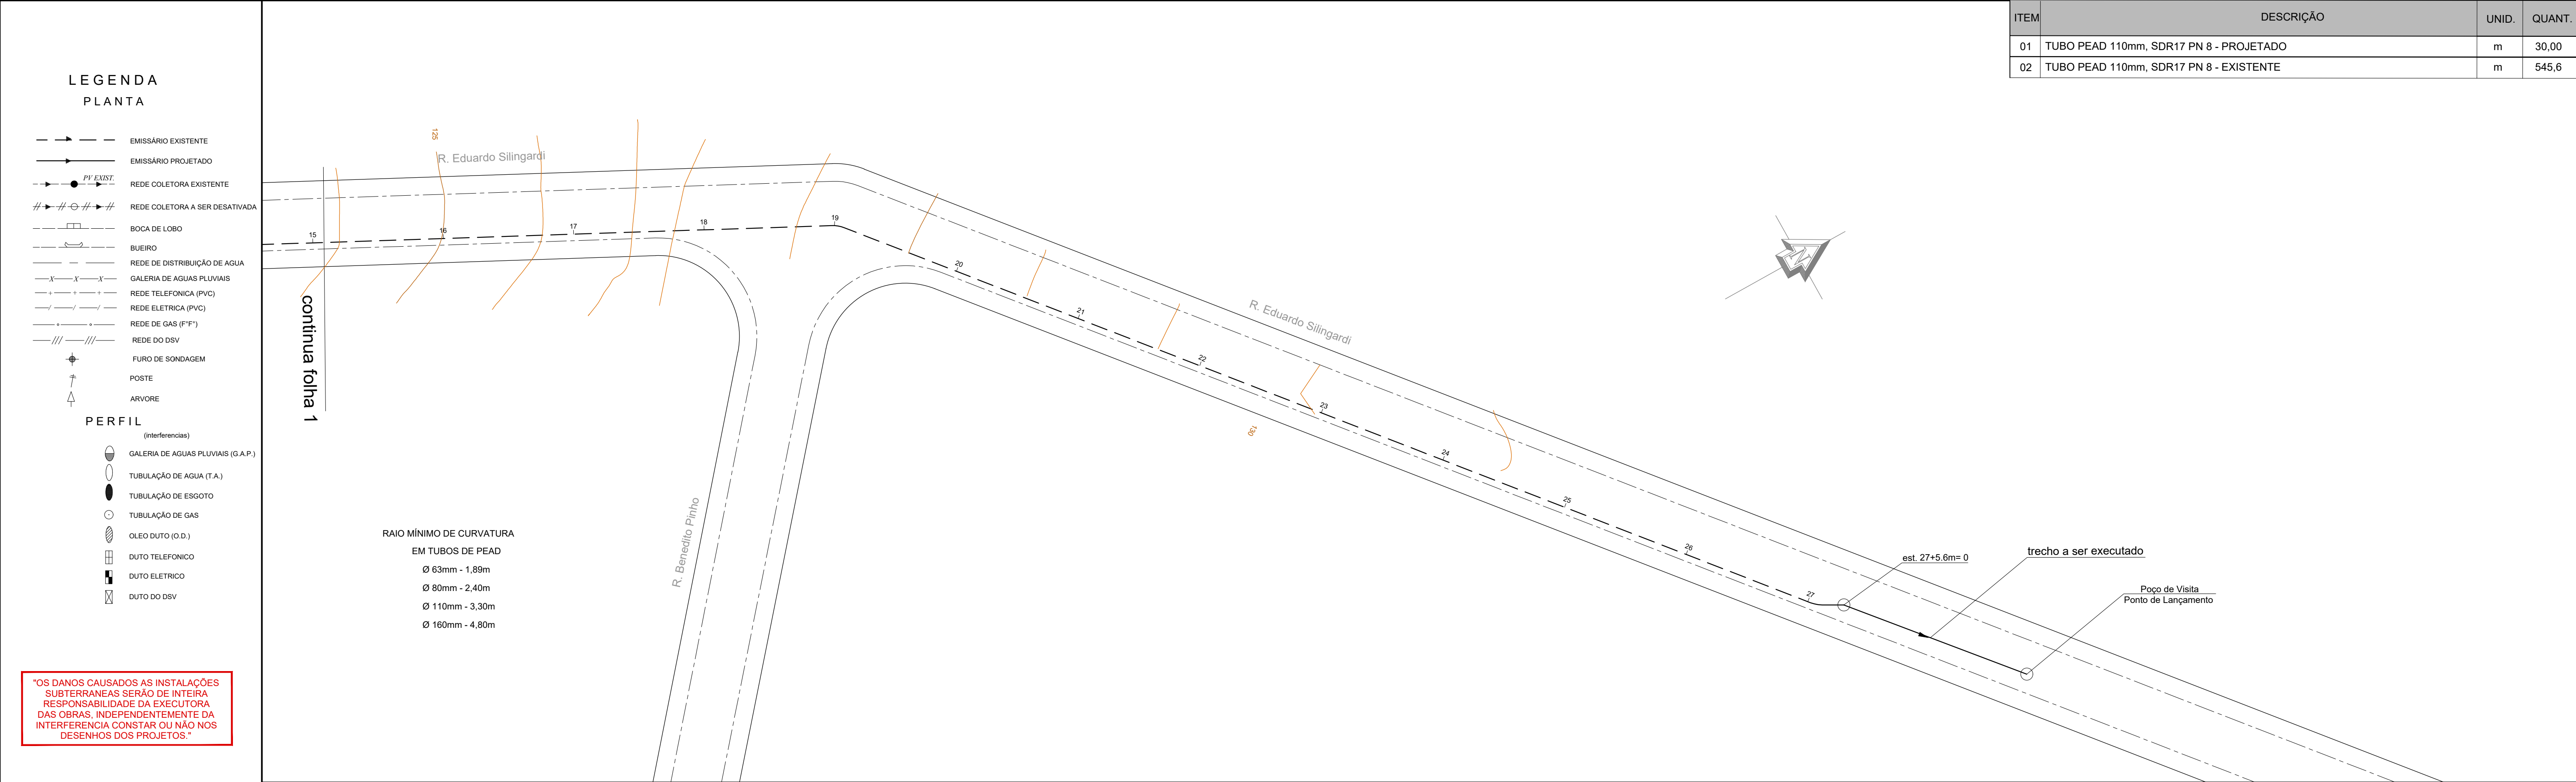 LEGENDA
PLANTA
EMISSÁRIO EXISTENTE
EMISSÁRIO PROJETADO
PV EXIST.
REDE COLETORA EXISTENTE
REDE COLETORA A SER DESATIVADA
BOCA DE LOBO
BUEIRO
REDE DE DISTRIBUIÇÃO DE AGUA
GALERIA DE AGUAS PLUVIAIS
REDE TELEFONICA (PVC)
REDE ELETRICA (PVC)
REDE DE GAS (F"F")
REDE DO DSV
FURO DE SONDAGEM
POSTE
ARVORE
PERFIL
(interferencias)
GALERIA DE AGUAS PLUVIAIS (G.A.P.)
TUBULAÇÃO DE AGUA (T.A.)
TUBULAÇÃO DE ESGOTO
TUBULAÇÃO DE GAS
OLEO DUTO (O.D.)
DUTO TELEFONICO
DUTO ELETRICO
DUTO DO DSV
"OS DANOS CAUSADOS AS INSTALAÇÕES
SUBTERRANEAS SERÃO DE INTEIRA
RESPONSABILIDADE DA EXECUTORA
DAS OBRAS, INDEPENDENTEMENTE DA
INTERFERENCIA CONSTAR OU NÃO NOS
DESENHOS DOS PROJETOS."
ITEM DESCRIÇÃO UNID. QUANT.
01 TUBO PEAD 110mm, SDR17 PN 8 - PROJETADO m 30,00
02 TUBO PEAD 110mm, SDR17 PN 8 - EXISTENTE m 545,6
125
R. Eduardo Silingardi
15
16
17
18
19
20
21
22
23
24
25
26
27
continua folha 1
R. Eduardo Silingardi
130
R. Benedito Pinho
RAIO MÍNIMO DE CURVATURA
EM TUBOS DE PEAD
Ø 63mm - 1,89m
Ø 80mm - 2,40m
Ø 110mm - 3,30m
Ø 160mm - 4,80m
est. 27+5.6m= 0
trecho a ser executado
Poço de Visita
Ponto de Lançamento